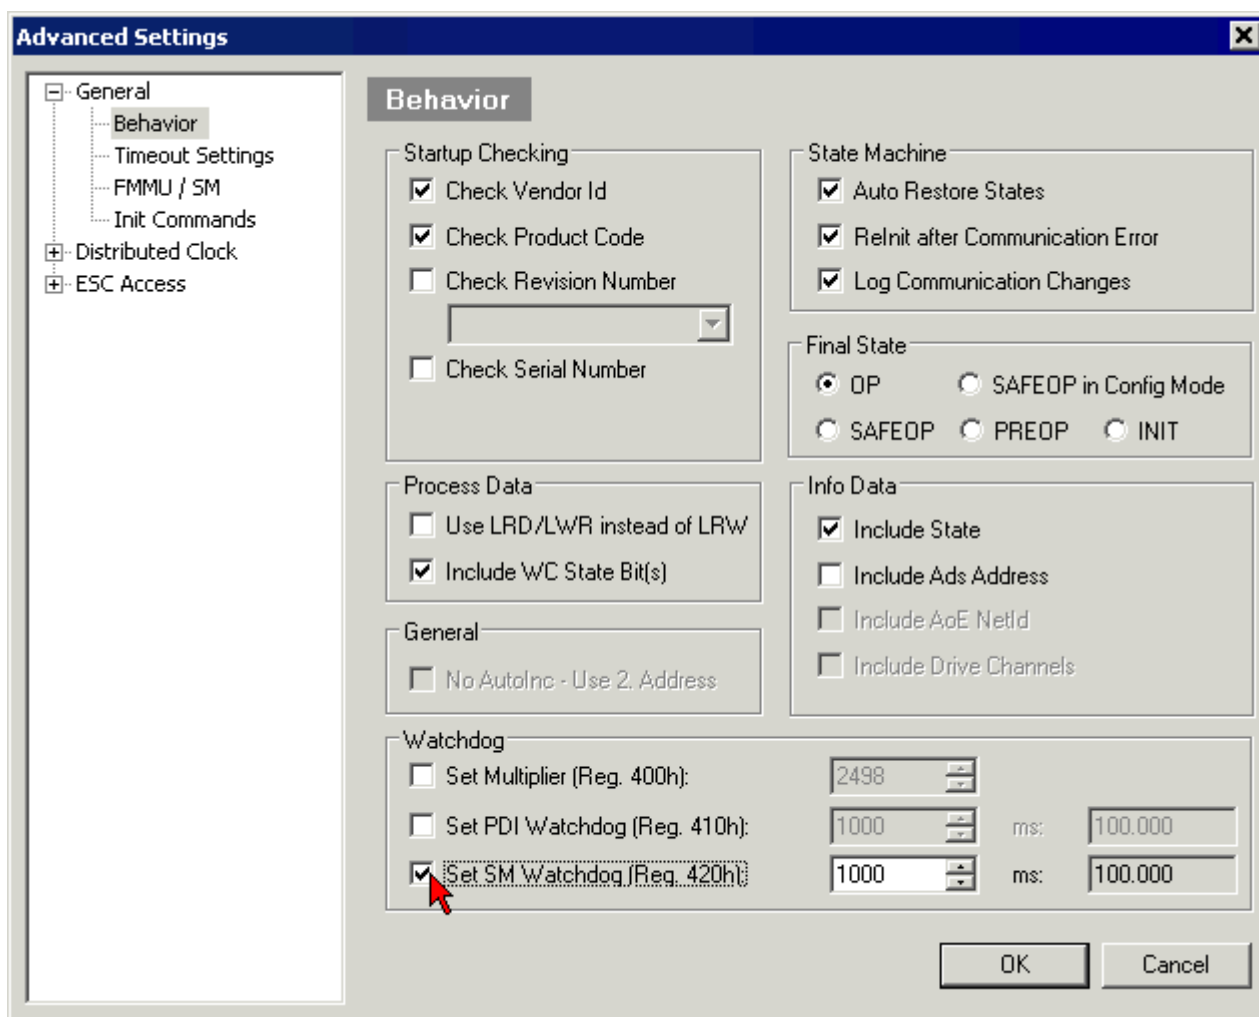 Advanced Settings
General
Behavior
Timeout Settings
FMMU / SM
Init Commands
Distributed Clock
ESC Access
Behavior
Startup Checking
Check Vendor Id
Check Product Code
Check Revision Number
Check Serial Number
State Machine
Auto Restore States
ReInit after Communication Error
Log Communication Changes
Final State
OP SAFEOP in Config Mode
SAFEOP PREOP INIT
Process Data
Use LRD/LWR instead of LRW
Include WC State Bit(s)
Info Data
Include State
Include Ads Address
Include AoE NetId
Include Drive Channels
General
No AutoInc - Use 2. Address
Watchdog
Set Multiplier (Reg. 400h): 2498
Set PDI Watchdog (Reg. 410h): 1000 ms: 100.000
Set SM Watchdog (Reg. 420h): 1000 ms: 100.000
OK Cancel